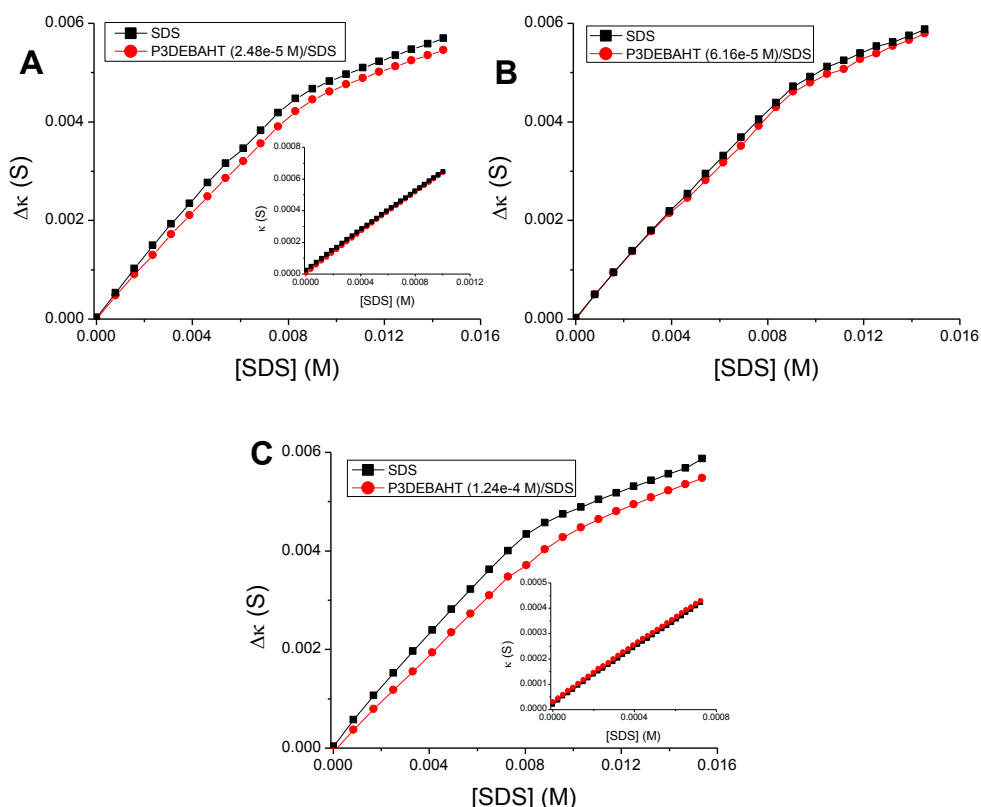 A
SDS
P3DEBAHT (2.48e-5 M)/SDS
0.006
0.004
0.002
0.000
Δκ (S)
0.000 0.004 0.008 0.012 0.016
[SDS] (M)
0.0008
0.0006
0.0004
0.0002
0.0000
κ (S)
0.0000 0.0004 0.0008 0.0012
[SDS] (M)
B
SDS
P3DEBAHT (6.16e-5 M)/SDS
0.006
0.004
0.002
0.000
Δκ (S)
0.000 0.004 0.008 0.012 0.016
[SDS] (M)
C
SDS
P3DEBAHT (1.24e-4 M)/SDS
0.006
0.004
0.002
0.000
Δκ (S)
0.000 0.004 0.008 0.012 0.016
[SDS] (M)
0.0005
0.0004
0.0003
0.0002
0.0001
0.0000
κ (S)
0.0000 0.0004 0.0008
[SDS] (M)